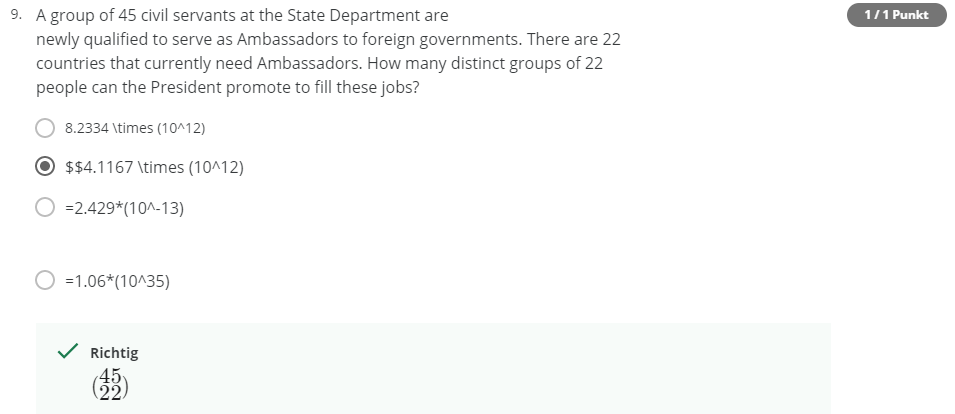 9. A group of 45 civil servants at the State Department are
1 / 1 Punkt
newly qualified to serve as Ambassadors to foreign governments. There are 22
countries that currently need Ambassadors. How many distinct groups of 22
people can the President promote to fill these jobs?
8.2334 \times (10^12)
$$4.1167 \times (10^12)
=2.429*(10^-13)
=1.06*(10^35)
Richtig
(45
22)